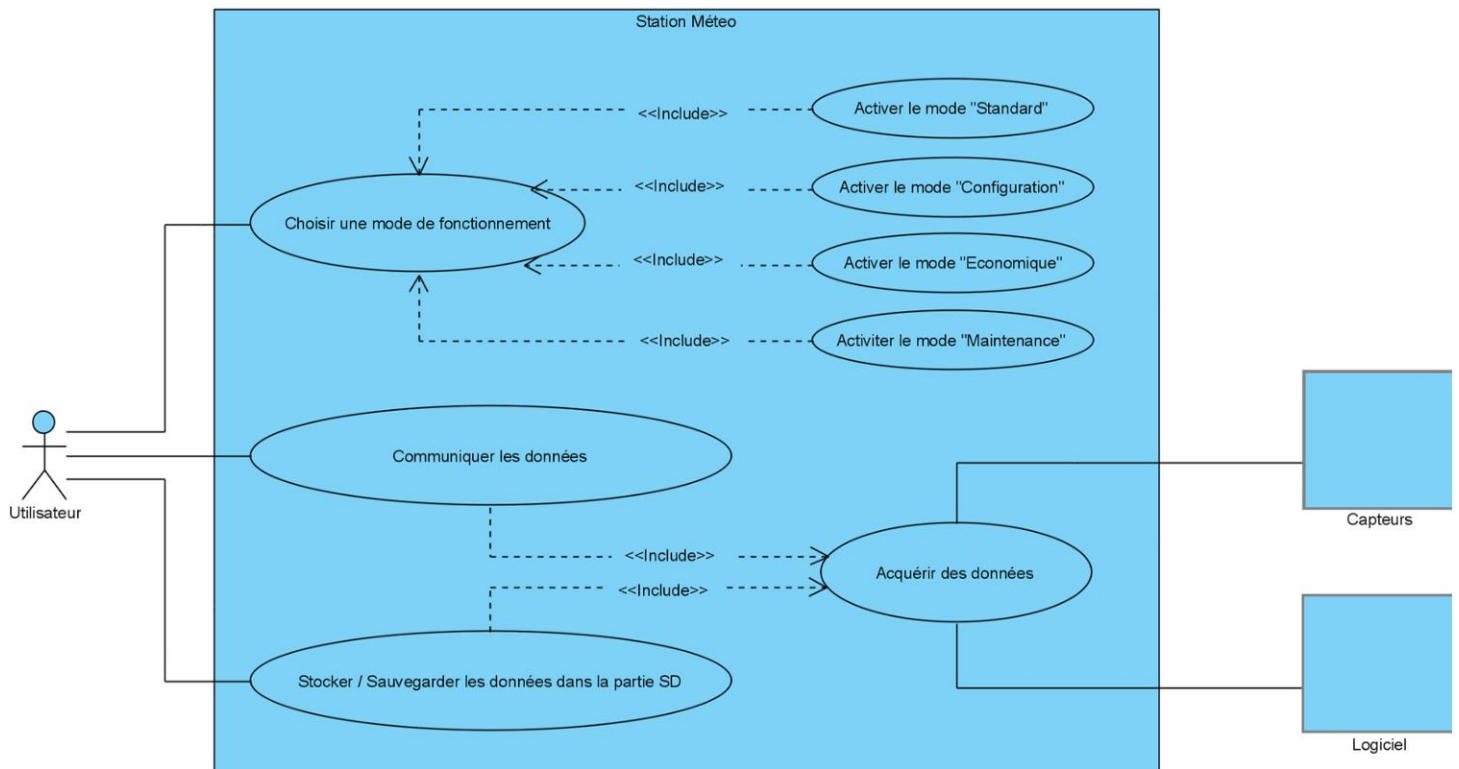 Station Méteo
<<Include>>
Activer le mode "Standard"
<<Include>>
Activer le mode "Configuration"
Choisir une mode de fonctionnement
<<Include>>
Activer le mode "Economique"
<<Include>>
Activiter le mode "Maintenance"
Communiquer les données
Utilisateur
Capteurs
<<Include>>
Acquérir des données
<<Include>>
Stocker / Sauvegarder les données dans la partie SD
Logiciel